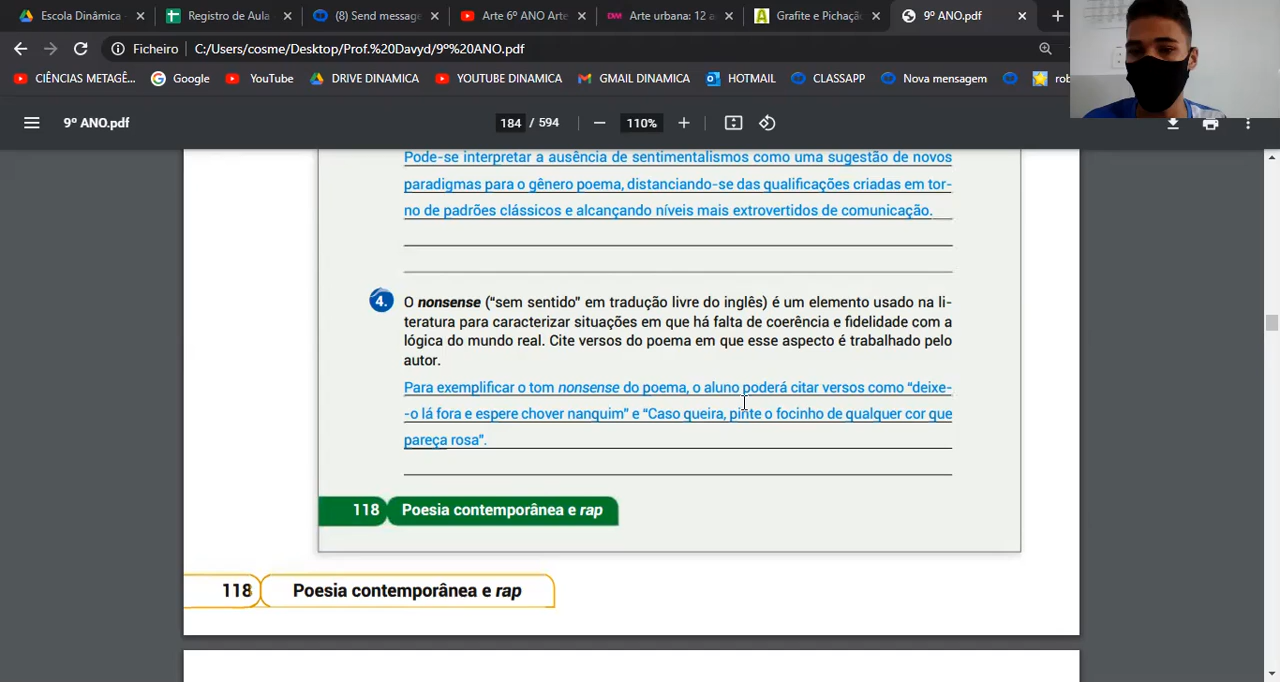 Escola Dinâmica
Registro de Aula
(8) Send message
Arte 6º ANO Arte
Arte urbana: 12 a
Grafite e Pichação
9º ANO.pdf
Ficheiro
C:/Users/cosme/Desktop/Prof.%20Davyd/9º%20ANO.pdf
CIÊNCIAS METAGÊ...
Google
YouTube
DRIVE DINAMICA
YOUTUBE DINAMICA
GMAIL DINAMICA
HOTMAIL
CLASSAPP
Nova mensagem
rob
9º ANO.pdf
184 / 594
110%
Pode-se interpretar a ausência de sentimentalismos como uma sugestão de novos
paradigmas para o gênero poema, distanciando-se das qualificações criadas em tor-
no de padrões clássicos e alcançando níveis mais extrovertidos de comunicação.
4.
O nonsense (“sem sentido” em tradução livre do inglês) é um elemento usado na li-
teratura para caracterizar situações em que há falta de coerência e fidelidade com a
lógica do mundo real. Cite versos do poema em que esse aspecto é trabalhado pelo
autor.
Para exemplificar o tom nonsense do poema, o aluno poderá citar versos como “deixe-
-o lá fora e espere chover nanquim” e “Caso queira, pinte o focinho de qualquer cor que
pareça rosa”.
118 Poesia contemporânea e rap
118 Poesia contemporânea e rap